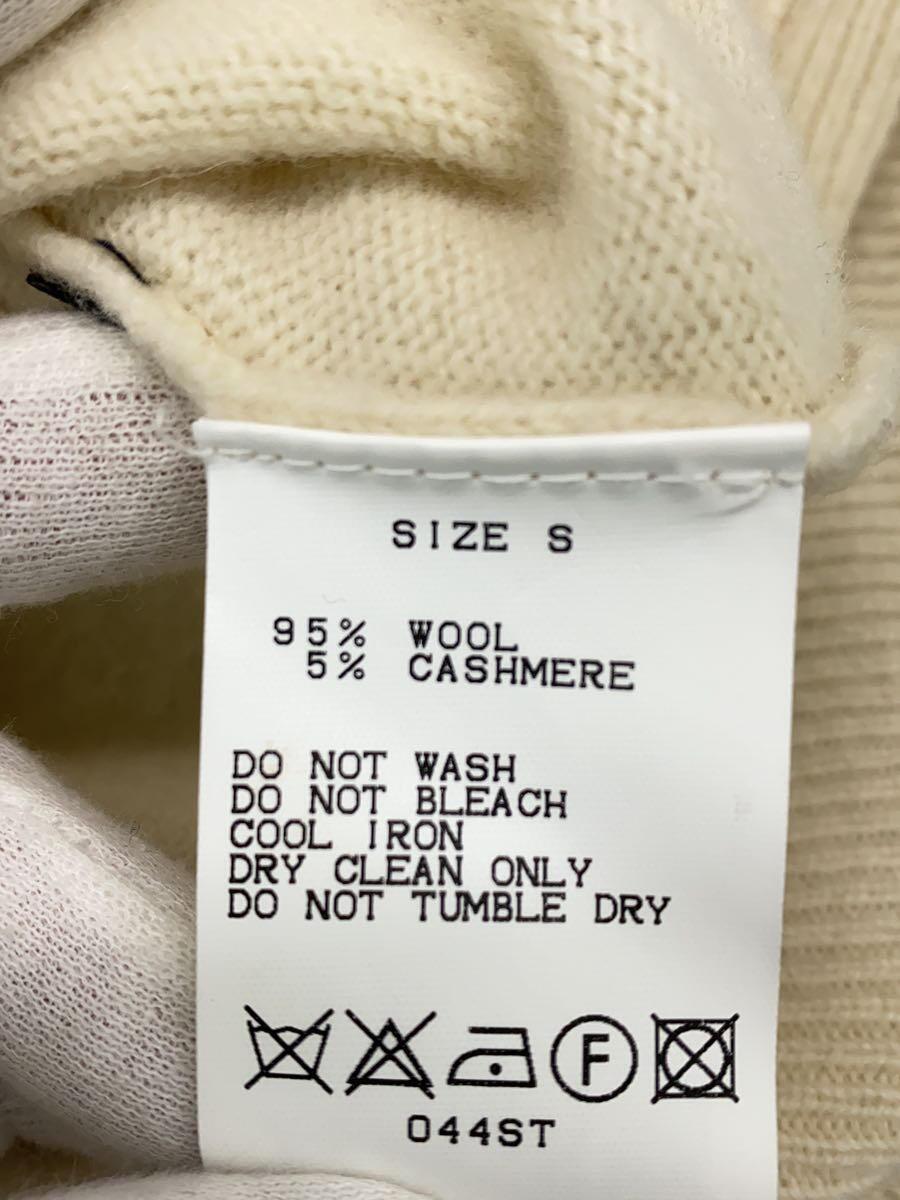 SIZE S
95% WOOL
5% CASHMERE
DO NOT WASH
DO NOT BLEACH
COOL IRON
DRY CLEAN ONLY
DO NOT TUMBLE DRY
F
044ST